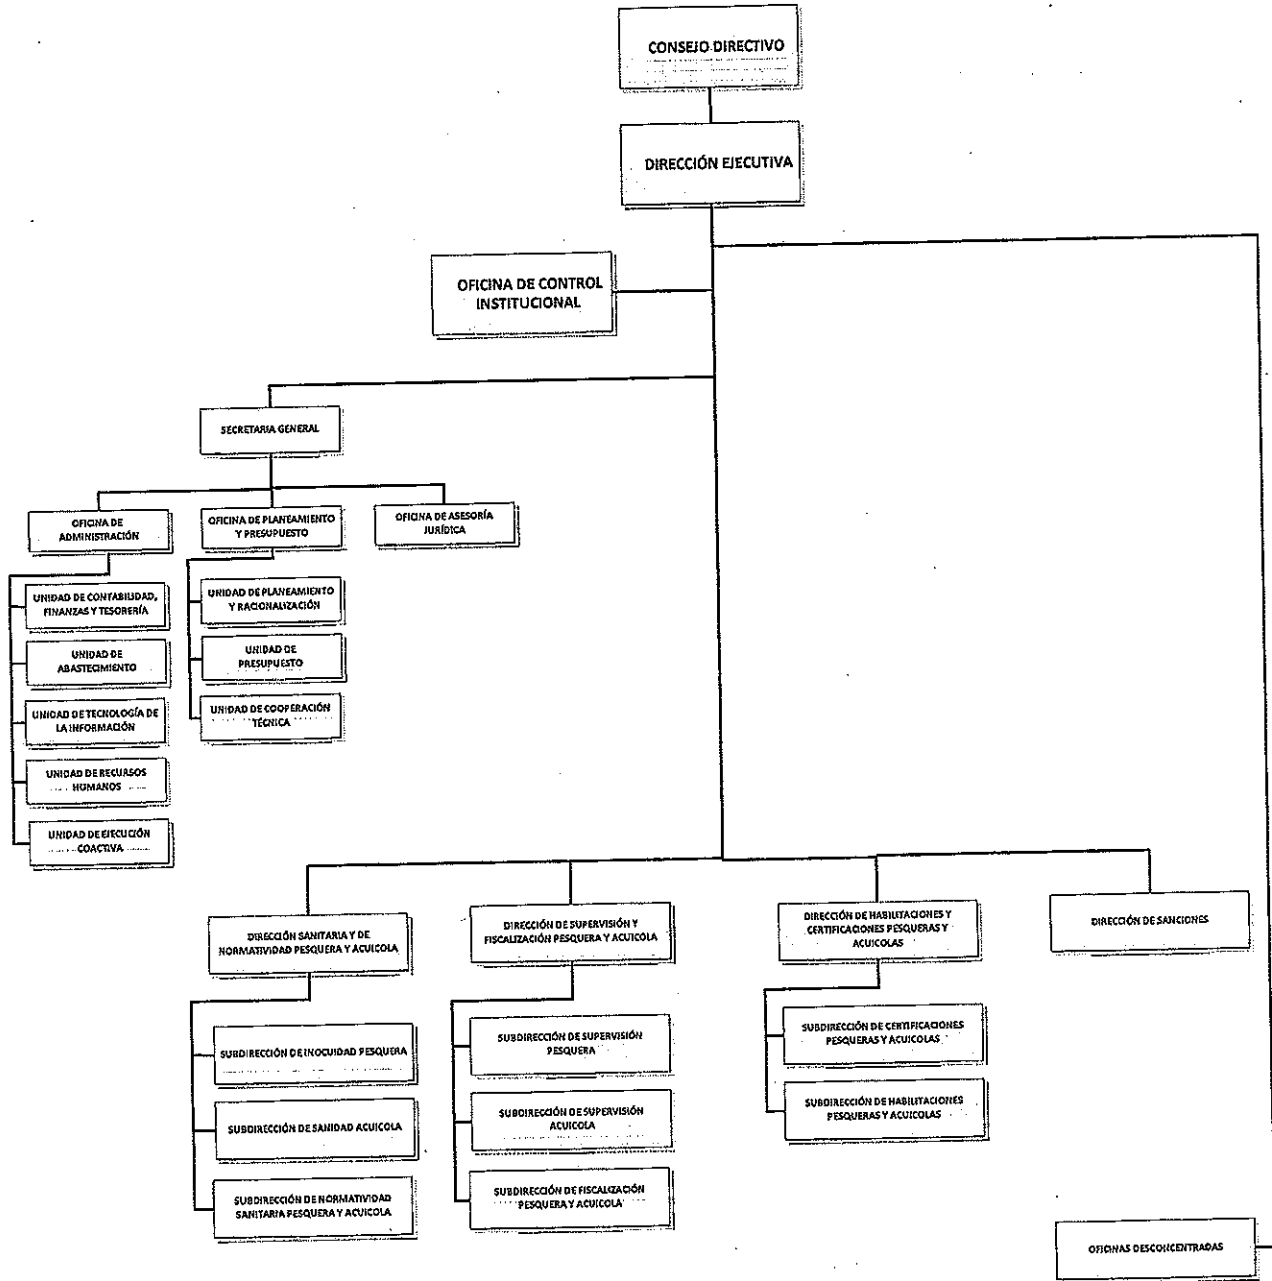 CONSEJO DIRECTIVO
DIRECCIÓN EJECUTIVA
OFICINA DE CONTROL
INSTITUCIONAL
SECRETARIA GENERAL
OFICINA DE
ADMINISTRACIÓN
OFICINA DE PLANEAMIENTO
Y PRESUPUESTO
OFICINA DE ASESORÍA
JURÍDICA
UNIDAD DE CONTABILIDAD,
FINANZAS Y TESORERÍA
UNIDAD DE
ABASTECIMIENTO
UNIDAD DE TECNOLOGÍA DE
LA INFORMACIÓN
UNIDAD DE RECURSOS
HUMANOS
UNIDAD DE EJECUCIÓN
COACTIVA
UNIDAD DE PLANEAMIENTO
Y RACIONALIZACIÓN
UNIDAD DE
PRESUPUESTO
UNIDAD DE COOPERACIÓN
TÉCNICA
DIRECCIÓN SANITARIA Y DE
NORMATIVIDAD PESQUERA Y ACUICOLA
SUBDIRECCIÓN DE INOCUIDAD PESQUERA
SUBDIRECCIÓN DE SANIDAD ACUICOLA
SUBDIRECCIÓN DE NORMATIVIDAD
SANITARIA PESQUERA Y ACUICOLA
DIRECCIÓN DE SUPERVISIÓN Y
FISCALIZACIÓN PESQUERA Y ACUICOLA
SUBDIRECCIÓN DE SUPERVISIÓN
PESQUERA
SUBDIRECCIÓN DE SUPERVISIÓN
ACUICOLA
SUBDIRECCIÓN DE FISCALIZACIÓN
PESQUERA Y ACUICOLA
DIRECCIÓN DE HABILITACIONES Y
CERTIFICACIONES PESQUERAS Y
ACUICOLAS
SUBDIRECCIÓN DE CERTIFICACIONES
PESQUERAS Y ACUICOLAS
SUBDIRECCIÓN DE HABILITACIONES
PESQUERAS Y ACUICOLAS
DIRECCIÓN DE SANCIONES
OFICINAS DESCONCENTRADAS